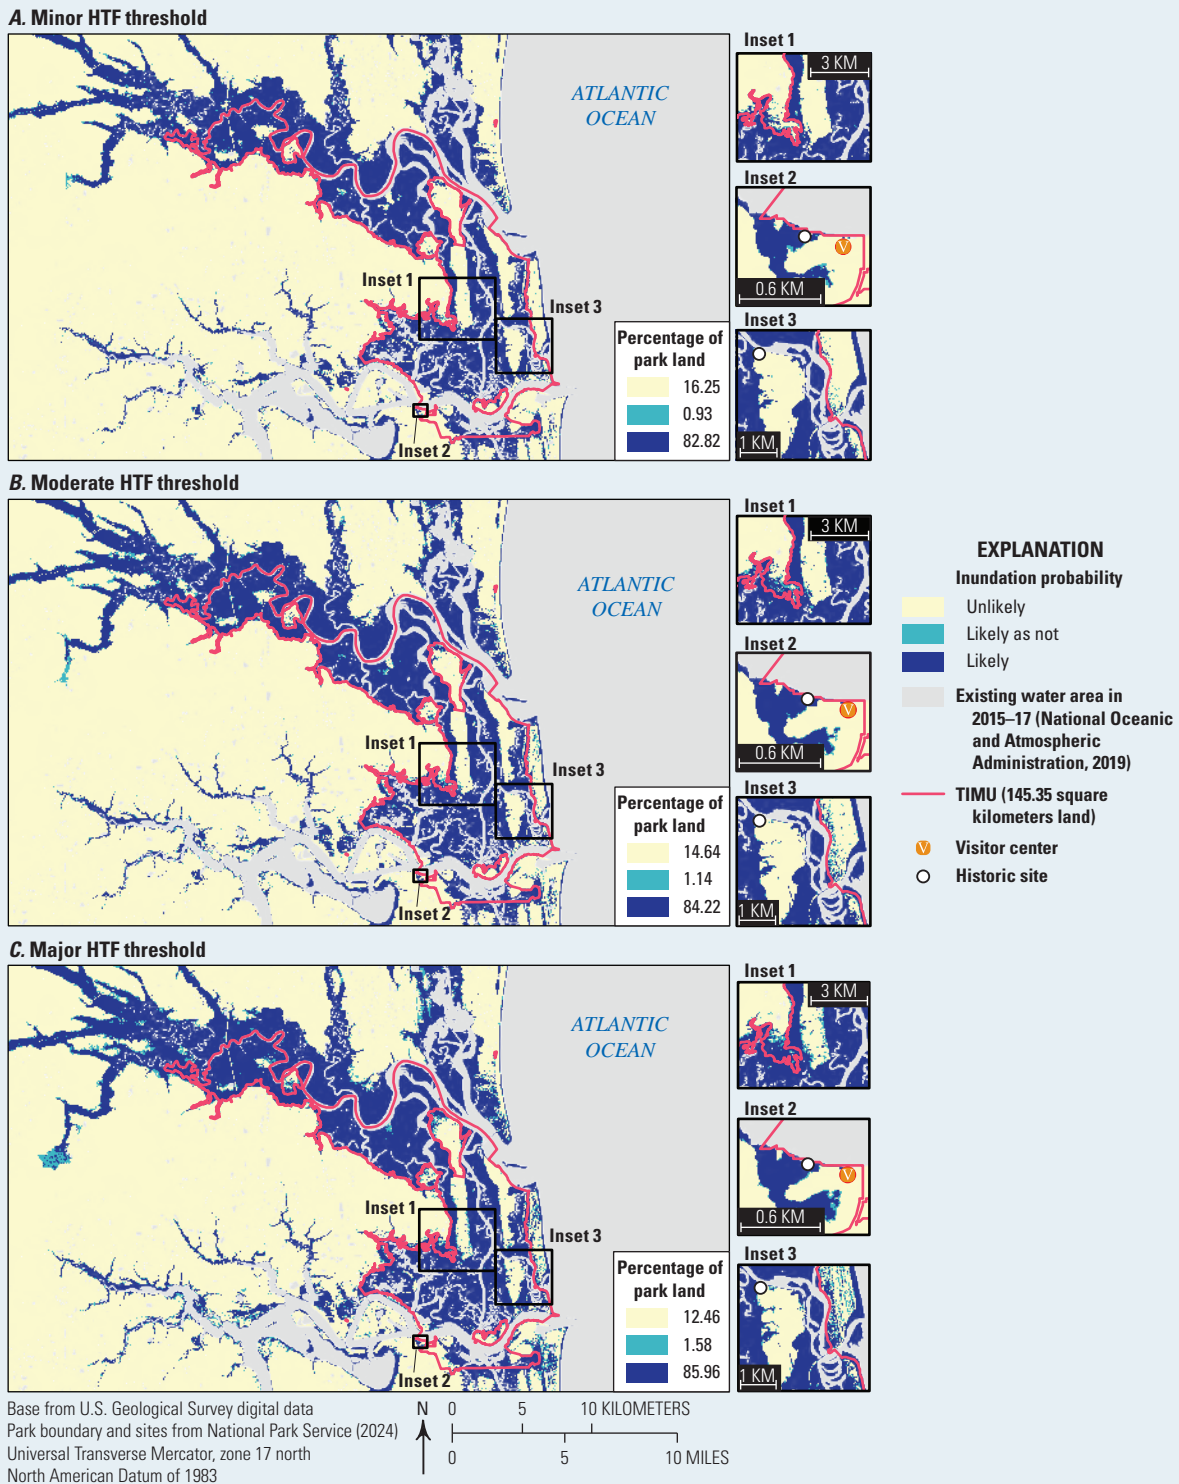 A. Minor HTF threshold
ATLANTIC
OCEAN
Inset 1
Inset 3
Inset 2
Percentage of
park land
16.25
0.93
82.82
Inset 1
3 KM
Inset 2
V
0.6 KM
Inset 3
1 KM
B. Moderate HTF threshold
ATLANTIC
OCEAN
Inset 1
Inset 3
Inset 2
Percentage of
park land
14.64
1.14
84.22
Inset 1
3 KM
Inset 2
V
0.6 KM
Inset 3
1 KM
EXPLANATION
Inundation probability
Unlikely
Likely as not
Likely
Existing water area in
2015–17 (National Oceanic
and Atmospheric
Administration, 2019)
TIMU (145.35 square
kilometers land)
V Visitor center
Historic site
C. Major HTF threshold
ATLANTIC
OCEAN
Inset 1
Inset 3
Inset 2
Percentage of
park land
12.46
1.58
85.96
Inset 1
3 KM
Inset 2
V
0.6 KM
Inset 3
1 KM
Base from U.S. Geological Survey digital data
Park boundary and sites from National Park Service (2024)
Universal Transverse Mercator, zone 17 north
North American Datum of 1983
N
0 5 10 KILOMETERS
0 5 10 MILES